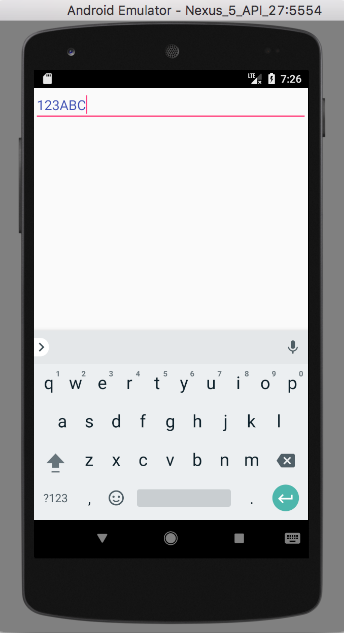 Android Emulator - Nexus_5_API_27:5554
LTE 7:26
123ABC
1 2 3 4 5 6 7 8 9 0
q w e r t y u i o p
a s d f g h j k l
z x c v b n m
?123 , .